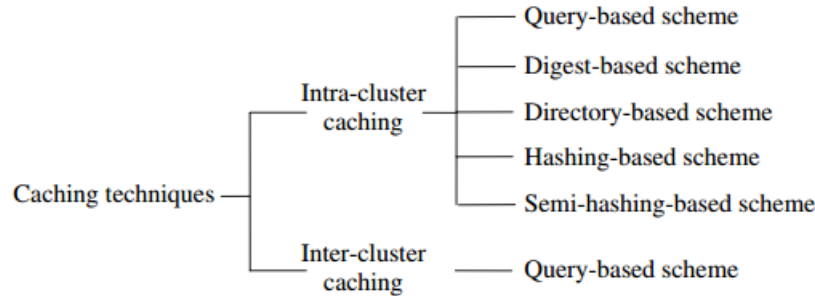 Query-based scheme
Digest-based scheme
Intra-cluster
caching
Directory-based scheme
Hashing-based scheme
Caching techniques
Semi-hashing-based scheme
Inter-cluster
caching
Query-based scheme